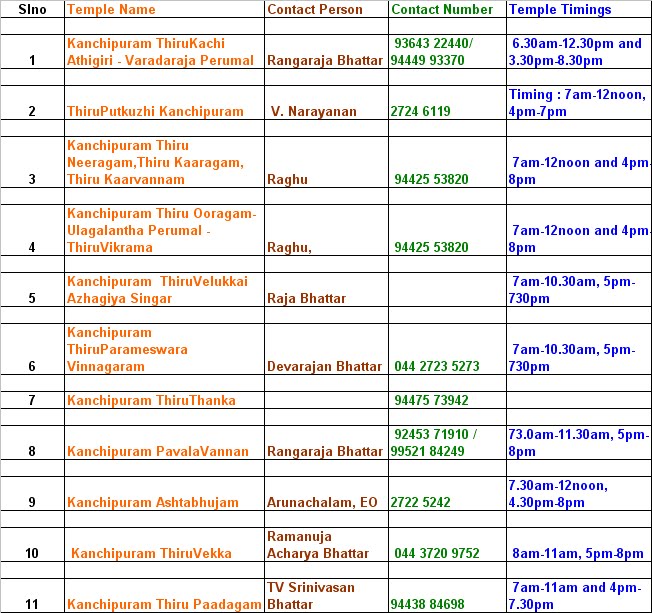 Slno Temple Name Contact Person Contact Number Temple Timings
Kanchipuram ThiruKachi 93643 22440/ 6.30am-12.30pm and
1 Athigiri - Varadaraja Perumal Rangaraja Bhattar 94449 93370 3.30pm-8.30pm
Timing : 7am-12noon,
2 ThiruPutkuzhi Kanchipuram V. Narayanan 2724 6119 4pm-7pm
Kanchipuram Thiru
Neeragam,Thiru Kaaragam, 7am-12noon and 4pm-
3 Thiru Kaarvannam Raghu 94425 53820 8pm
Kanchipuram Thiru Ooragam-
Ulagalantha Perumal - 7am-12noon and 4pm-
4 ThiruVikrama Raghu, 94425 53820 8pm
Kanchipuram ThiruVelukkai 7am-10.30am, 5pm-
5 Azhagiya Singar Raja Bhattar 730pm
Kanchipuram
ThiruParameswara 7am-10.30am, 5pm-
6 Vinnagaram Devarajan Bhattar 044 2723 5273 730pm
7 Kanchipuram ThiruThanka 94475 73942
92453 71910 / 73.0am-11.30am, 5pm-
8 Kanchipuram PavalaVannan Rangaraja Bhattar 99521 84249 8pm
7.30am-12noon,
9 Kanchipuram Ashtabhujam Arunachalam, EO 2722 5242 4.30pm-8pm
Ramanuja
10 Kanchipuram ThiruVekka Acharya Bhattar 044 3720 9752 8am-11am, 5pm-8pm
TV Srinivasan 7am-11am and 4pm-
11 Kanchipuram Thiru Paadagam Bhattar 94438 84698 7.30pm